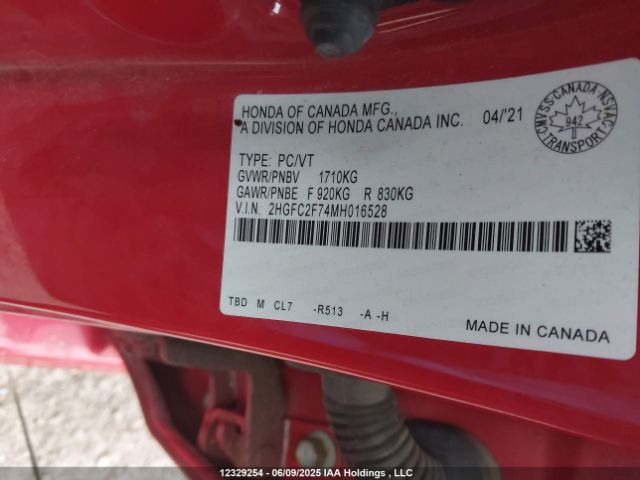 HONDA OF CANADA MFG.,
A DIVISION OF HONDA CANADA INC. 04/'21
CMVSS-CANADA-NSVAC
942
TRANSPORT
TYPE: PC/VT
GVWR/PNBV 1710KG
GAWR/PNBE F 920KG R 830KG
V.I.N. 2HGFC2F74MH016528
TBD M CL7 -R513 -A -H
MADE IN CANADA
12329254 - 06/09/2025 IAA Holdings , LLC